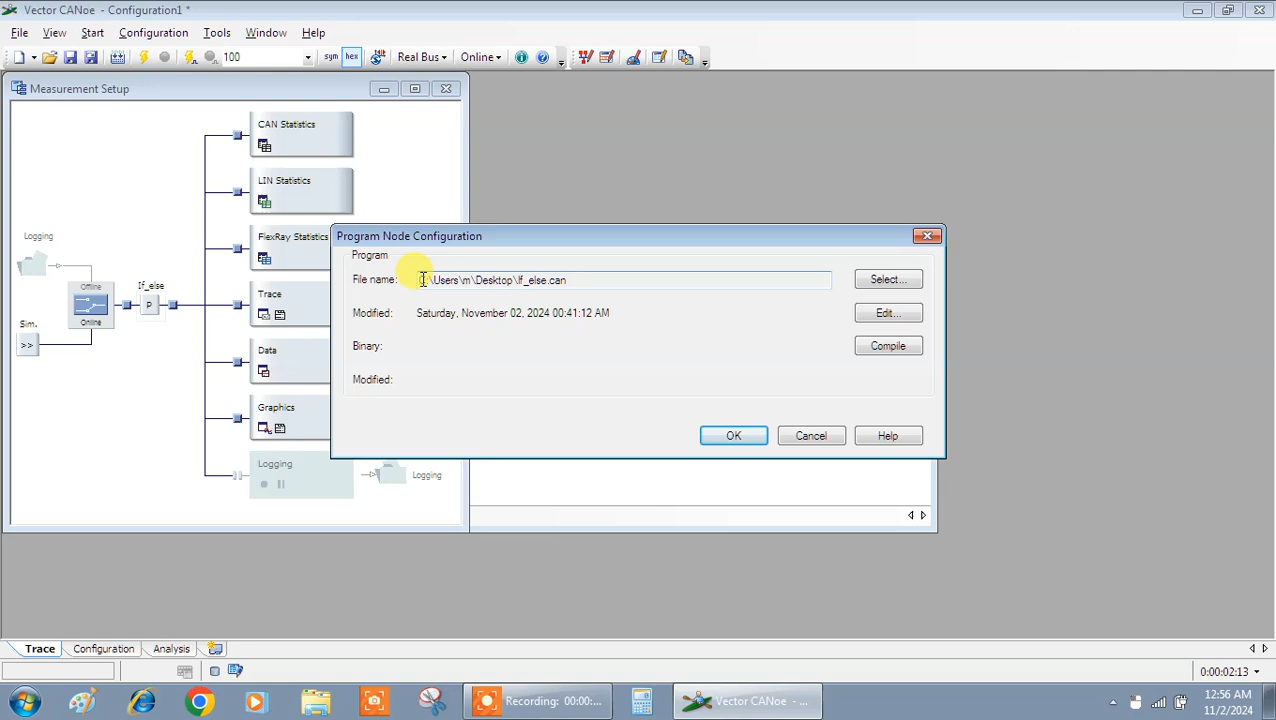 Vector CANoe - Configuration1 *
File View Start Configuration Tools Window Help
100 sym hex Real Bus Online
Measurement Setup
CAN Statistics
LIN Statistics
FlexRay Statistics
Logging
If_else
Offline
Online
P
Sim.
>>
Trace
Data
Graphics
Logging
Logging
Program Node Configuration
Program
File name: C:\Users\m\Desktop\If_else.can Select...
Modified: Saturday, November 02, 2024 00:41:12 AM Edit...
Binary: Compile
Modified:
OK Cancel Help
Trace Configuration Analysis
0:00:02:13
Recording: 00:00:... Vector CANoe - ...
12:56 AM
11/2/2024